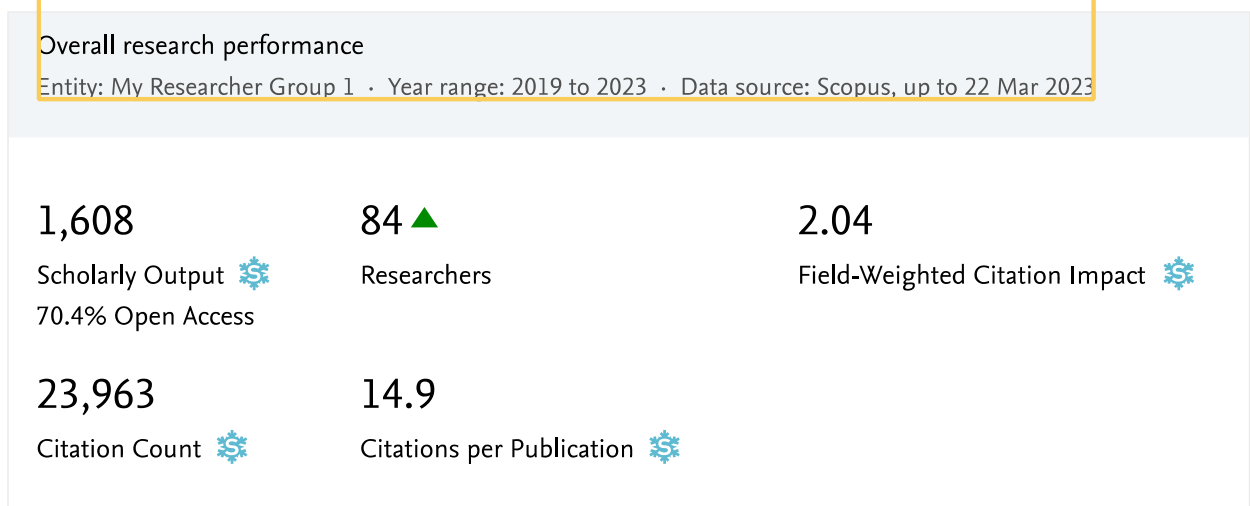 Overall research performance
Entity: My Researcher Group 1 · Year range: 2019 to 2023 · Data source: Scopus, up to 22 Mar 2023
1,608
Scholarly Output
70.4% Open Access
84
Researchers
2.04
Field-Weighted Citation Impact
23,963
Citation Count
14.9
Citations per Publication